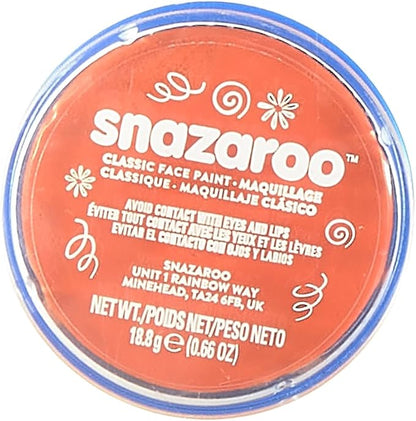 snazaroo™
CLASSIC FACE PAINT • MAQUILLAGE
CLASSIQUE • MAQUILLAJE CLÁSICO
AVOID CONTACT WITH EYES AND LIPS
ÉVITEZ TOUT CONTACT AVEC LES YEUX ET LES LÈVRES
EVITAR EL CONTACTO CON OJOS Y LABIOS
SNAZAROO
UNIT 1 RAINBOW WAY
MINEHEAD, TA24 6FB, UK
NET WT./POIDS NET/PESO NETO
18.8g ℮ (0.66 OZ)